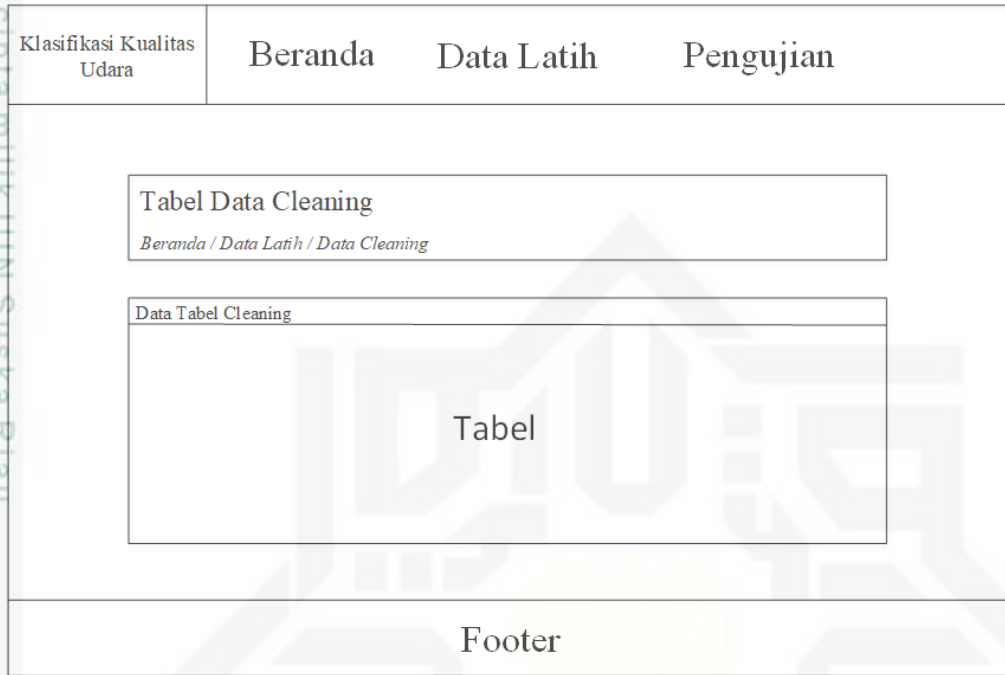 Klasifikasi Kualitas
Udara
Beranda
Data Latih
Pengujian
Tabel Data Cleaning
Beranda / Data Latih / Data Cleaning
Data Tabel Cleaning
Tabel
Footer